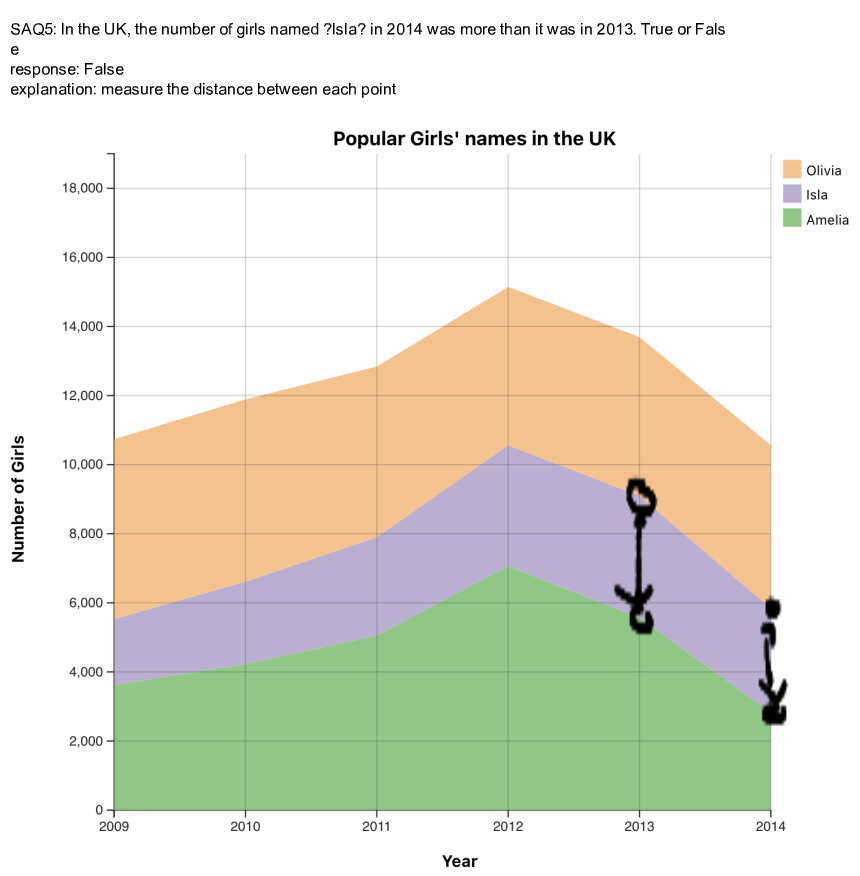 SAQ5: In the UK, the number of girls named ?Isla? in 2014 was more than it was in 2013. True or Fals
e
response: False
explanation: measure the distance between each point
Popular Girls' names in the UK
Olivia
Isla
Amelia
18,000
16,000
14,000
12,000
10,000
8,000
6,000
4,000
2,000
0
Number of Girls
2009 2010 2011 2012 2013 2014
Year